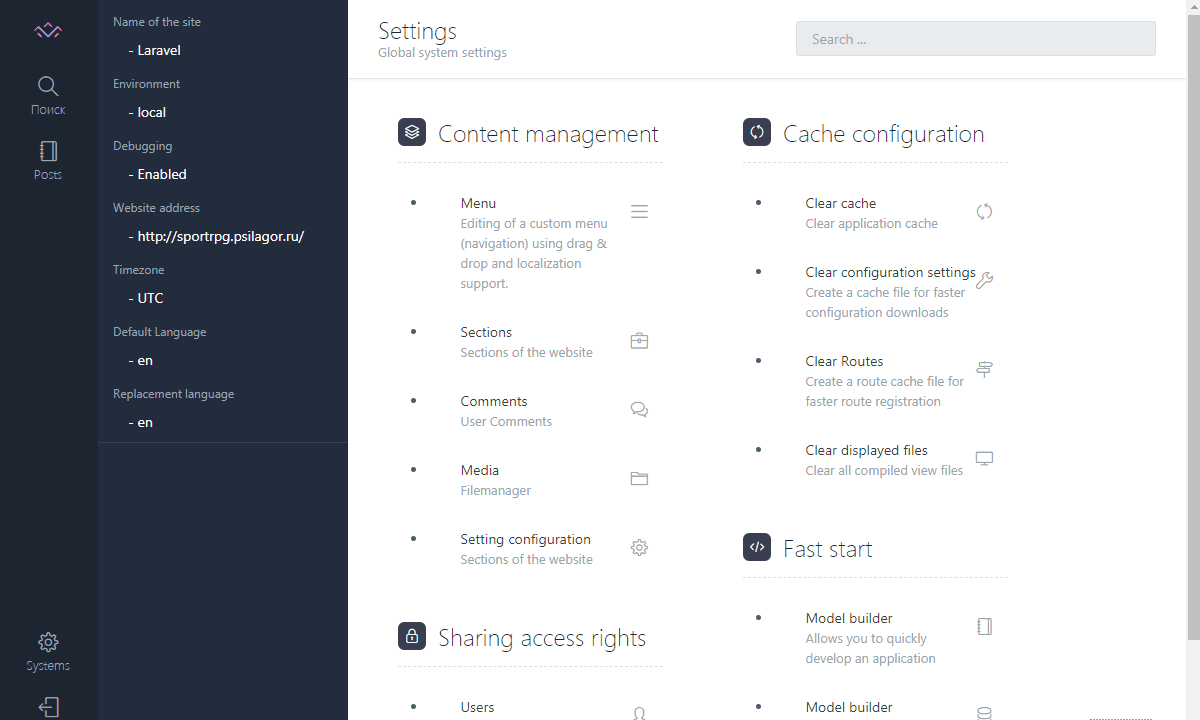 Поиск
Posts
Systems
Name of the site
- Laravel
Environment
- local
Debugging
- Enabled
Website address
- http://sportrpg.psilagor.ru/
Timezone
- UTC
Default Language
- en
Replacement language
- en
Settings
Global system settings
Search ...
Content management
Menu
Editing of a custom menu
(navigation) using drag &
drop and localization
support.
Sections
Sections of the website
Comments
User Comments
Media
Filemanager
Setting configuration
Sections of the website
Sharing access rights
Users
Cache configuration
Clear cache
Clear application cache
Clear configuration settings
Create a cache file for faster
configuration downloads
Clear Routes
Create a route cache file for
faster route registration
Clear displayed files
Clear all compiled view files
Fast start
Model builder
Allows you to quickly
develop an application
Model builder